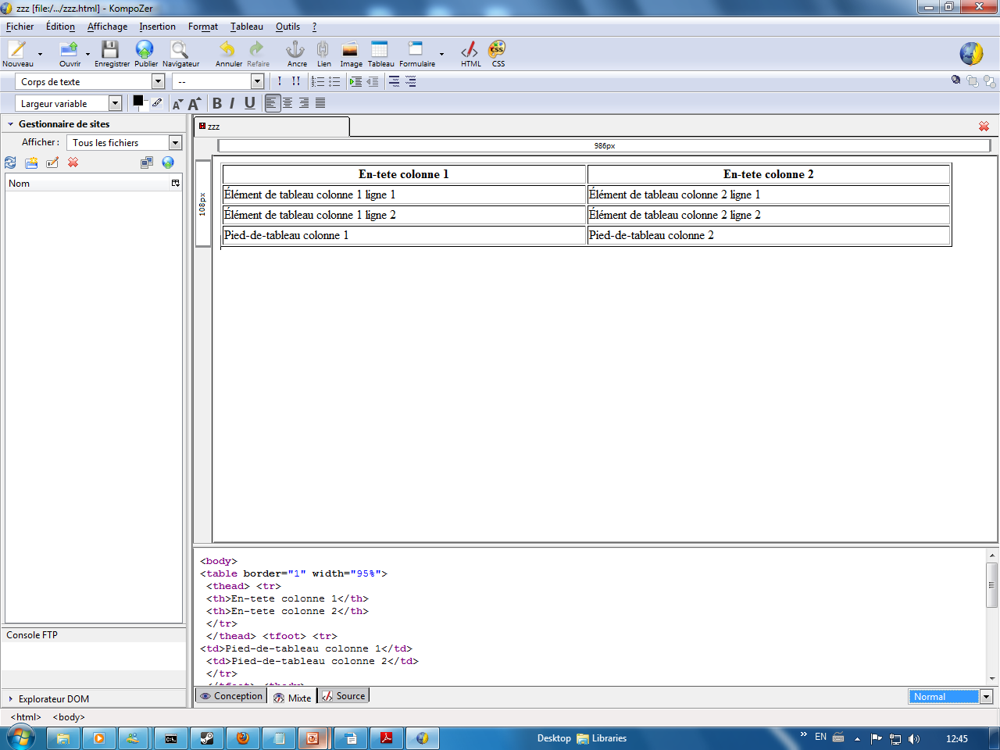 zzz [file:/.../zzz.html] - KompoZer
Fichier Édition Affichage Insertion Format Tableau Outils ?
Nouveau Ouvrir Enregistrer Publier Navigateur Annuler Refaire Ancre Lien Image Tableau Formulaire HTML CSS
Corps de texte -- ! !!
Largeur variable A A B I U
Gestionnaire de sites
Afficher : Tous les fichiers
Nom
Console FTP
Explorateur DOM
zzz
986px
108px
En-tete colonne 1 En-tete colonne 2
Élément de tableau colonne 1 ligne 1 Élément de tableau colonne 2 ligne 1
Élément de tableau colonne 1 ligne 2 Élément de tableau colonne 2 ligne 2
Pied-de-tableau colonne 1 Pied-de-tableau colonne 2
<body>
<table border="1" width="95%">
<thead> <tr>
<th>En-tete colonne 1</th>
<th>En-tete colonne 2</th>
</tr>
</thead> <tfoot> <tr>
<td>Pied-de-tableau colonne 1</td>
<td>Pied-de-tableau colonne 2</td>
</tr>
</tfoot> <tbody>
Conception Mixte Source Normal
<html> <body>
Desktop Libraries » EN 12:45